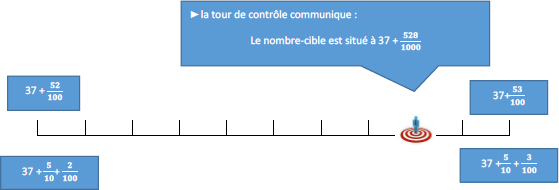 ►la tour de contrôle communique :
Le nombre-cible est situé à 37 + 528/1000
37 + 52/100
37+ 53/100
37 + 5/10 + 2/100
37 + 5/10 + 3/100